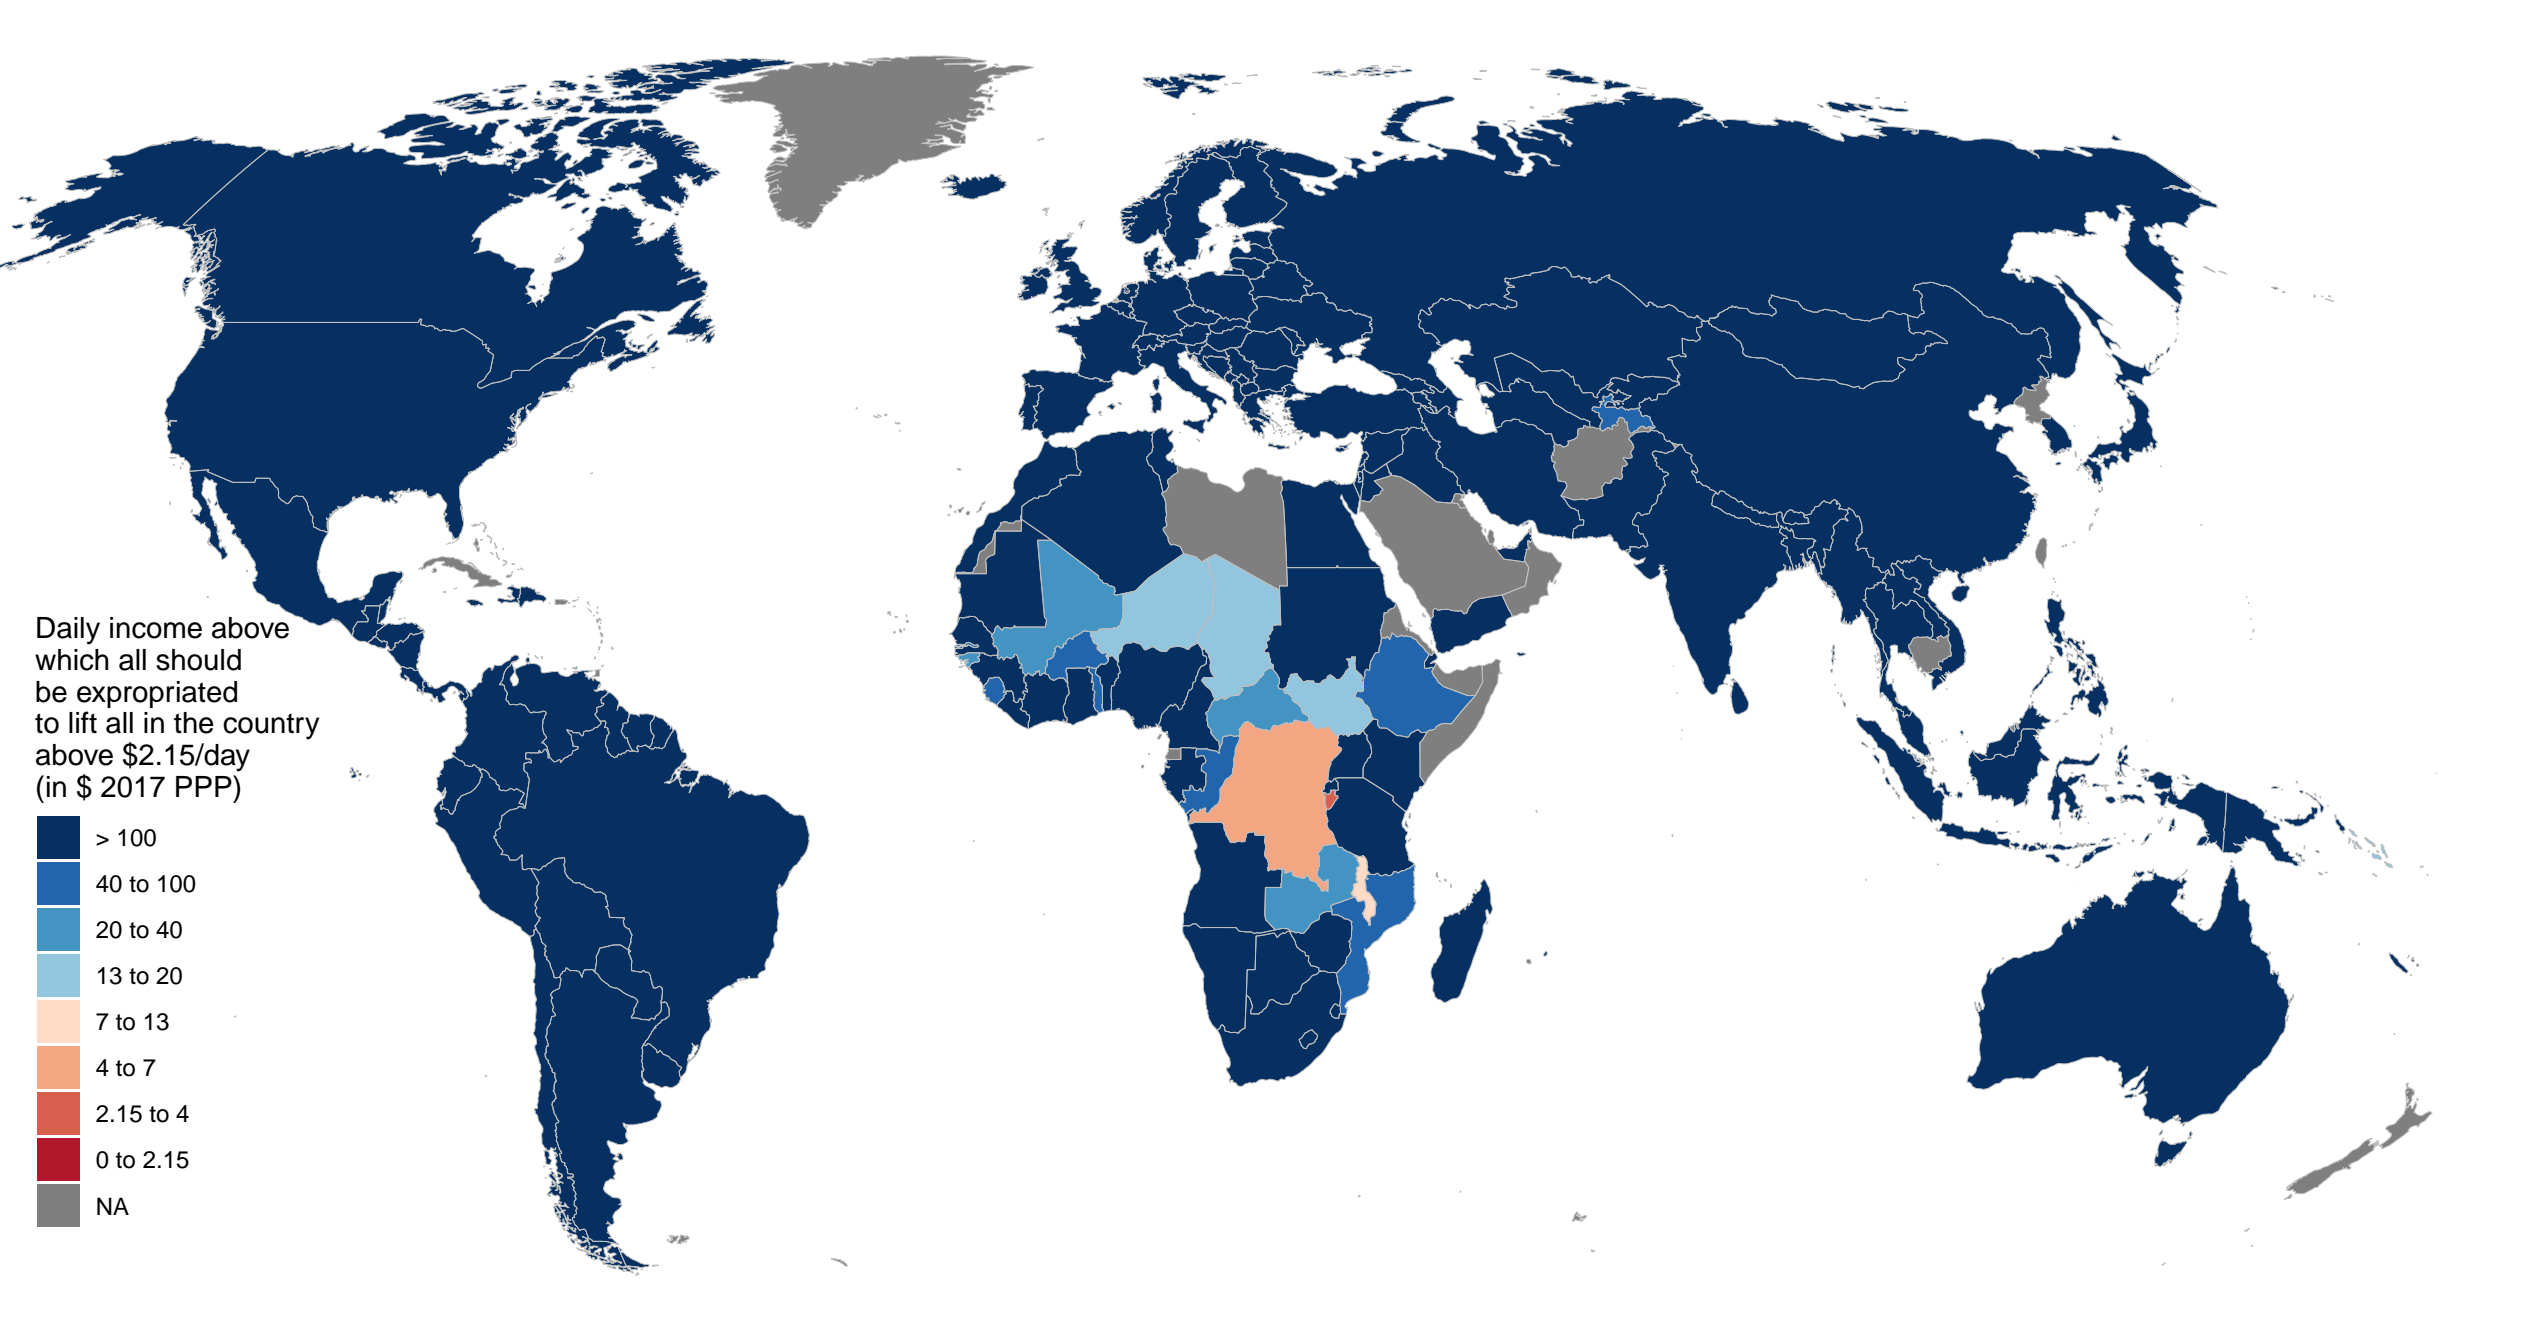 Daily income above
which all should
be expropriated
to lift all in the country
above $2.15/day
(in $ 2017 PPP)
> 100
40 to 100
20 to 40
13 to 20
7 to 13
4 to 7
2.15 to 4
0 to 2.15
NA